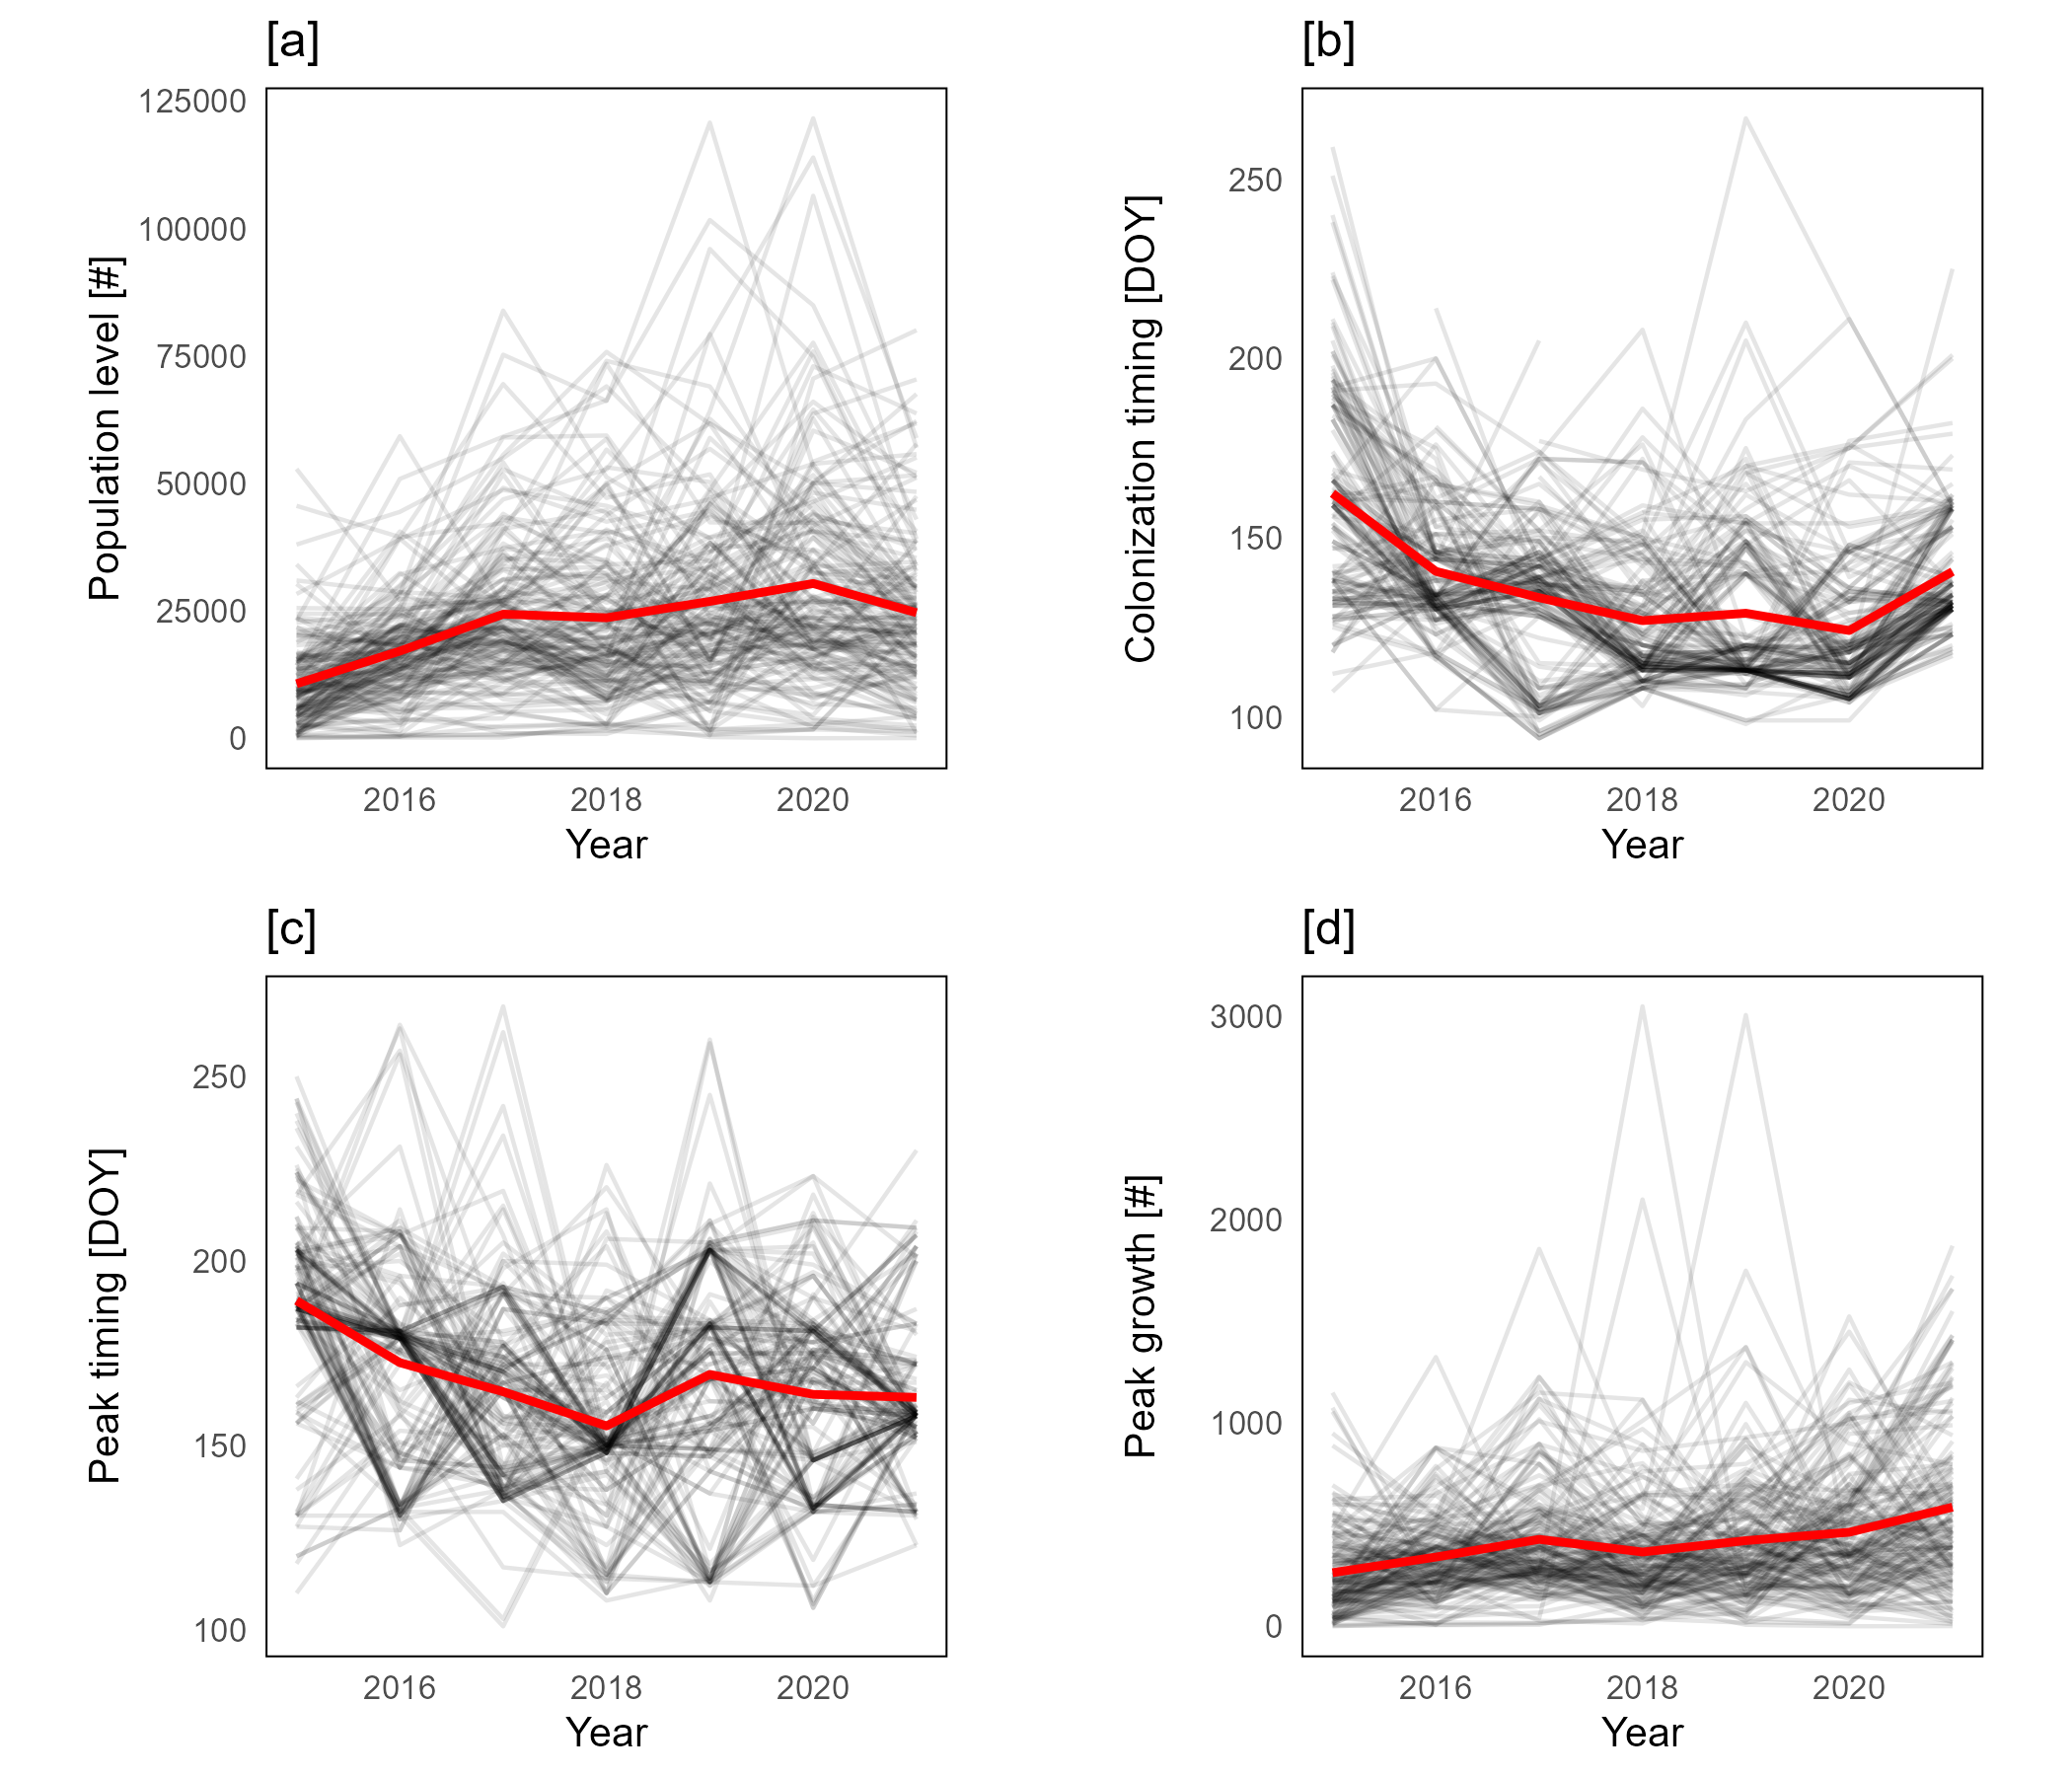 [a]
Population level [#]
125000
100000
75000
50000
25000
0
2016 2018 2020
Year
[b]
Colonization timing [DOY]
250
200
150
100
2016 2018 2020
Year
[c]
Peak timing [DOY]
250
200
150
100
2016 2018 2020
Year
[d]
Peak growth [#]
3000
2000
1000
0
2016 2018 2020
Year